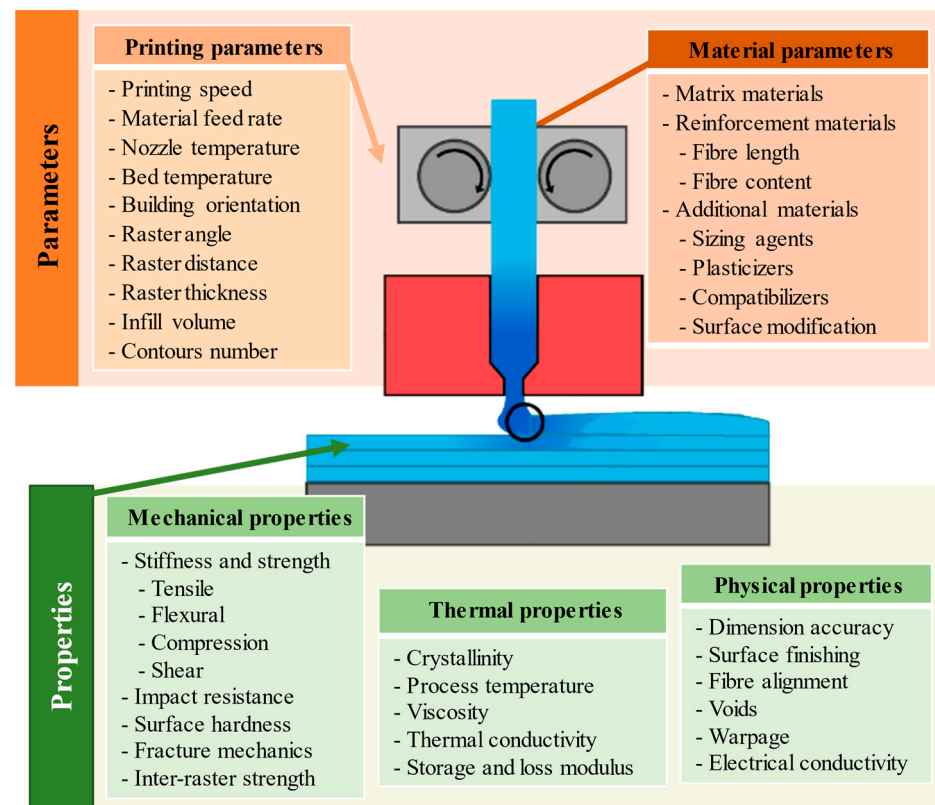 Parameters
Printing parameters
- Printing speed
- Material feed rate
- Nozzle temperature
- Bed temperature
- Building orientation
- Raster angle
- Raster distance
- Raster thickness
- Infill volume
- Contours number
Material parameters
- Matrix materials
- Reinforcement materials
- Fibre length
- Fibre content
- Additional materials
- Sizing agents
- Plasticizers
- Compatibilizers
- Surface modification
Properties
Mechanical properties
- Stiffness and strength
- Tensile
- Flexural
- Compression
- Shear
- Impact resistance
- Surface hardness
- Fracture mechanics
- Inter-raster strength
Thermal properties
- Crystallinity
- Process temperature
- Viscosity
- Thermal conductivity
- Storage and loss modulus
Physical properties
- Dimension accuracy
- Surface finishing
- Fibre alignment
- Voids
- Warpage
- Electrical conductivity